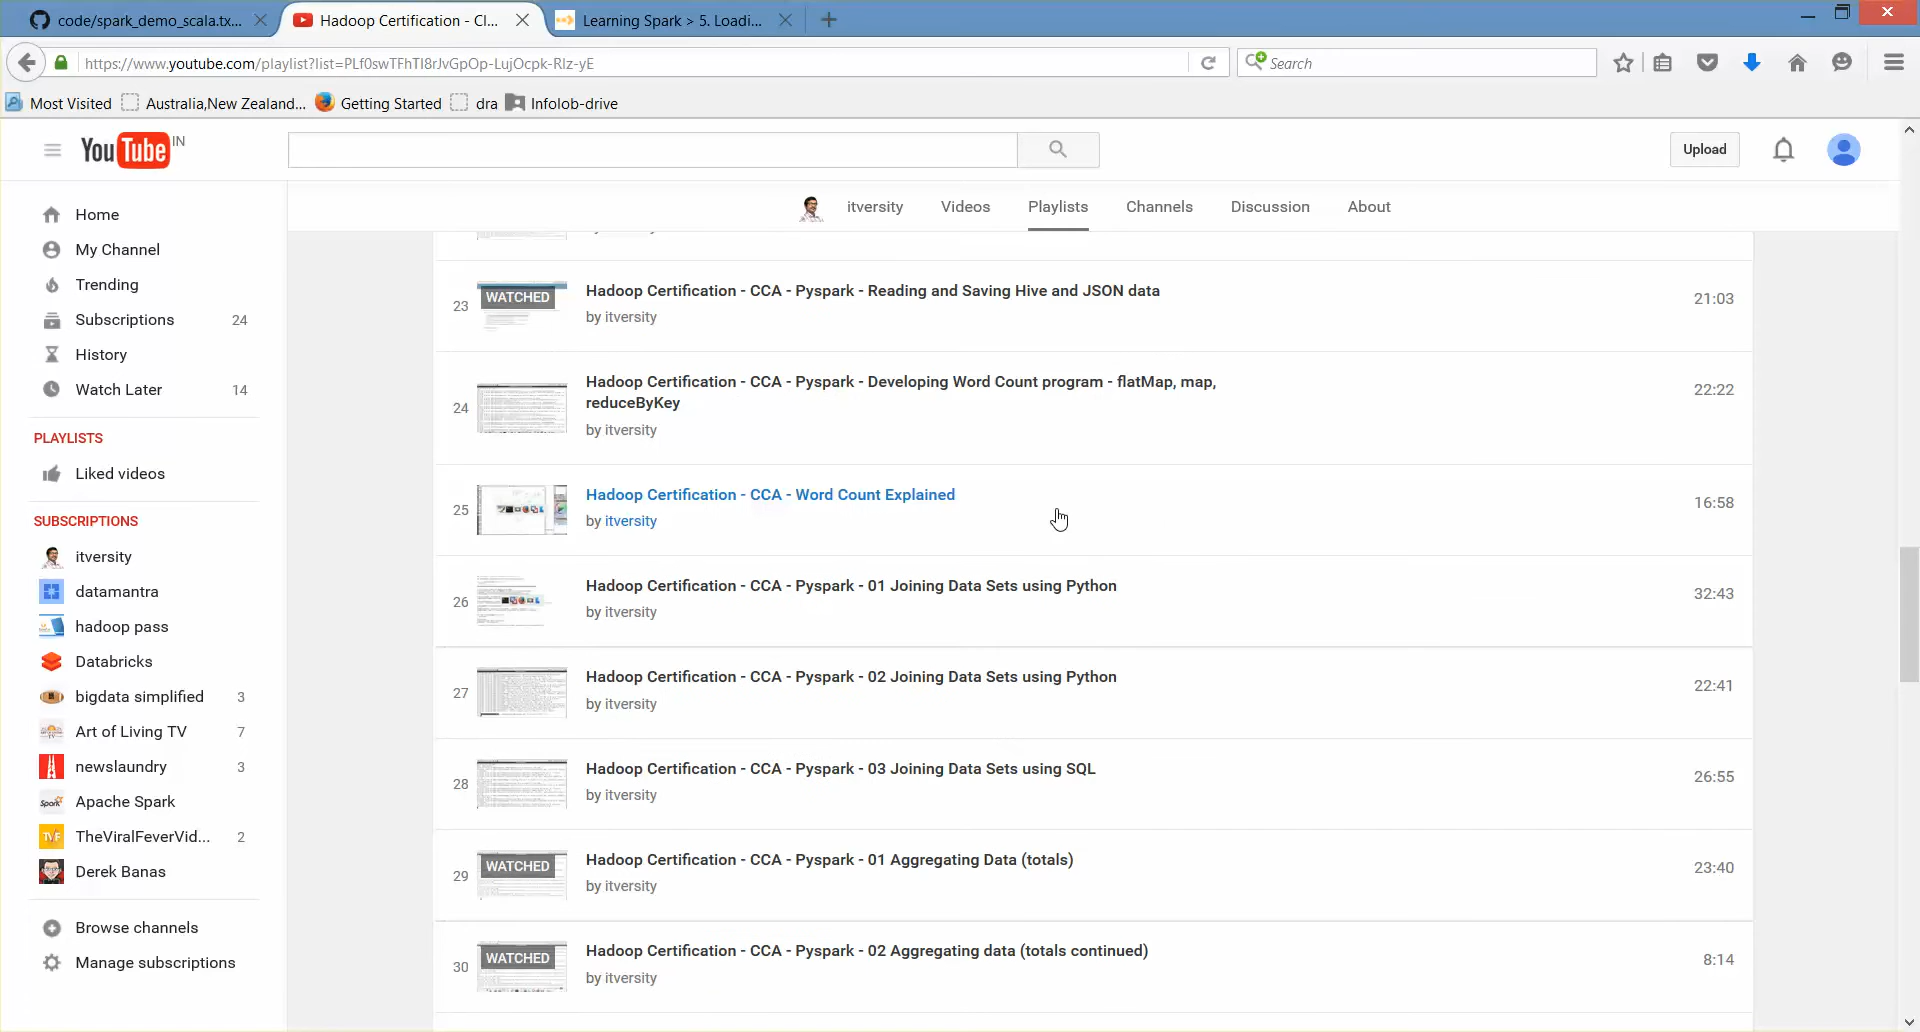 code/spark_demo_scala.tx...
Hadoop Certification - Cl...
Learning Spark > 5. Loadi...
https://www.youtube.com/playlist?list=PLf0swTFhTI8rJvGpOp-LujOcpk-Rlz-yE
Search
Most Visited
Australia,New Zealand...
Getting Started
dra
Infolob-drive
YouTube IN
Upload
itversity
Videos
Playlists
Channels
Discussion
About
Home
My Channel
Trending
Subscriptions 24
History
Watch Later 14
PLAYLISTS
Liked videos
SUBSCRIPTIONS
itversity
datamantra
hadoop pass
Databricks
bigdata simplified 3
Art of Living TV 7
newslaundry 3
Apache Spark
TheViralFeverVid... 2
Derek Banas
Browse channels
Manage subscriptions
23 WATCHED Hadoop Certification - CCA - Pyspark - Reading and Saving Hive and JSON data 21:03
by itversity
24 Hadoop Certification - CCA - Pyspark - Developing Word Count program - flatMap, map, 22:22
reduceByKey
by itversity
25 Hadoop Certification - CCA - Word Count Explained 16:58
by itversity
26 Hadoop Certification - CCA - Pyspark - 01 Joining Data Sets using Python 32:43
by itversity
27 Hadoop Certification - CCA - Pyspark - 02 Joining Data Sets using Python 22:41
by itversity
28 Hadoop Certification - CCA - Pyspark - 03 Joining Data Sets using SQL 26:55
by itversity
29 WATCHED Hadoop Certification - CCA - Pyspark - 01 Aggregating Data (totals) 23:40
by itversity
30 WATCHED Hadoop Certification - CCA - Pyspark - 02 Aggregating data (totals continued) 8:14
by itversity